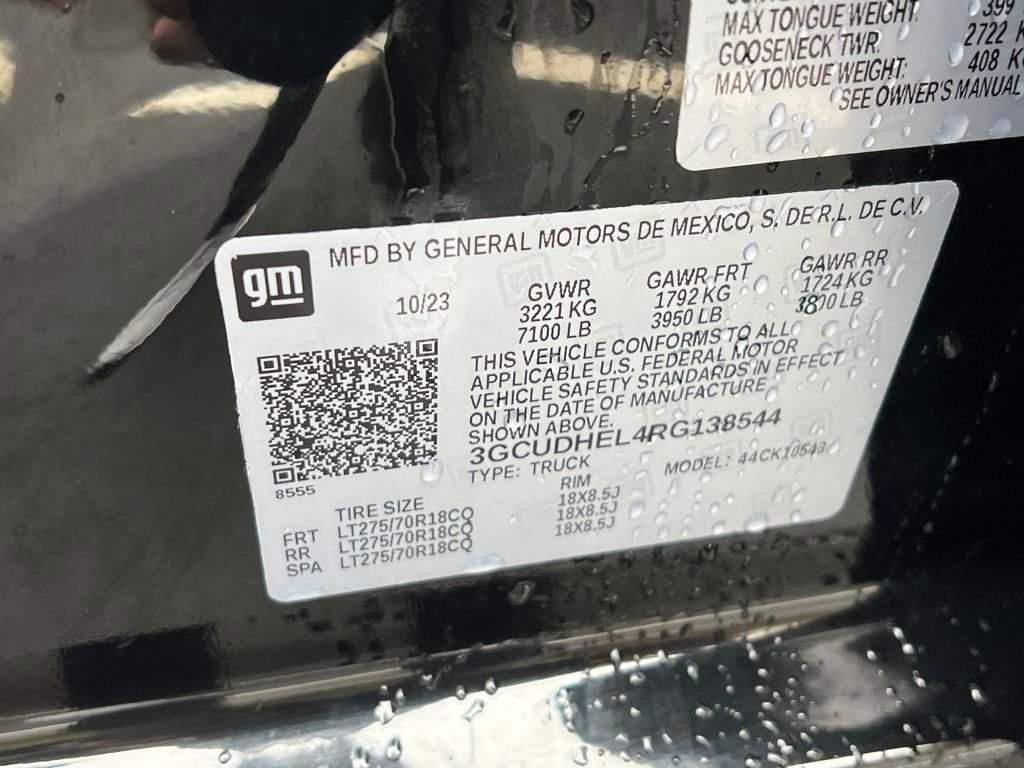 MAX TONGUE WEIGHT: 399
GOOSENECK TWR: 2722 K
MAX TONGUE WEIGHT: 408 KG
SEE OWNER'S MANUAL
MFD BY GENERAL MOTORS DE MEXICO, S. DE R.L. DE C.V.
gm
10/23
GVWR GAWR FRT GAWR RR
3221 KG 1792 KG 1724 KG
7100 LB 3950 LB 3800 LB
THIS VEHICLE CONFORMS TO ALL
APPLICABLE U.S. FEDERAL MOTOR
VEHICLE SAFETY STANDARDS IN EFFECT
ON THE DATE OF MANUFACTURE
SHOWN ABOVE.
3GCUDHEL4RG138544
TYPE: TRUCK MODEL: 44CK10543
8555
TIRE SIZE RIM
FRT LT275/70R18CQ 18X8.5J
RR LT275/70R18CQ 18X8.5J
SPA LT275/70R18CQ 18X8.5J